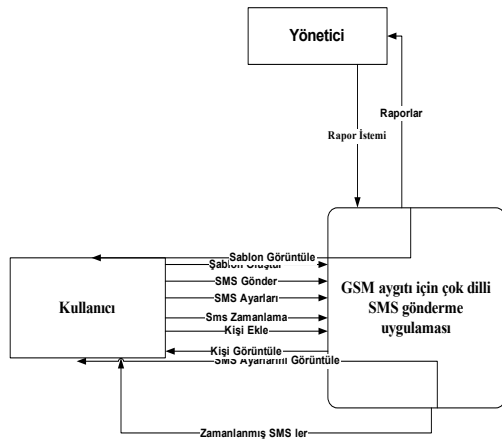 Yönetici
Raporlar
Rapor İstemi
Şablon Görüntüle
Şablon Oluştur
SMS Gönder
GSM aygıtı için çok dilli
SMS gönderme
uygulaması
SMS Ayarları
Kullanıcı
Sms Zamanlama
Kişi Ekle
Kişi Görüntüle
SMS Ayarlarını Görüntüle
Zamanlanmış SMS ler